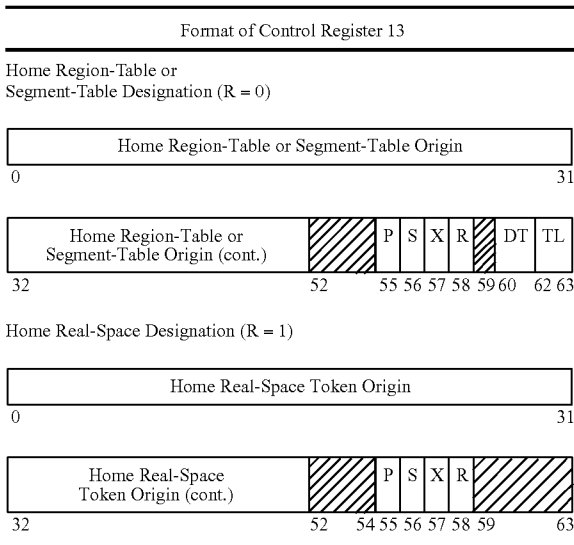 Format of Control Register 13
Home Region-Table or
Segment-Table Designation (R = 0)
Home Region-Table or Segment-Table Origin
0 31
Home Region-Table or
Segment-Table Origin (cont.)
P S X R DT TL
32 52 55 56 57 58 59 60 62 63
Home Real-Space Designation (R = 1)
Home Real-Space Token Origin
0 31
Home Real-Space
Token Origin (cont.)
P S X R
32 52 54 55 56 57 58 59 63